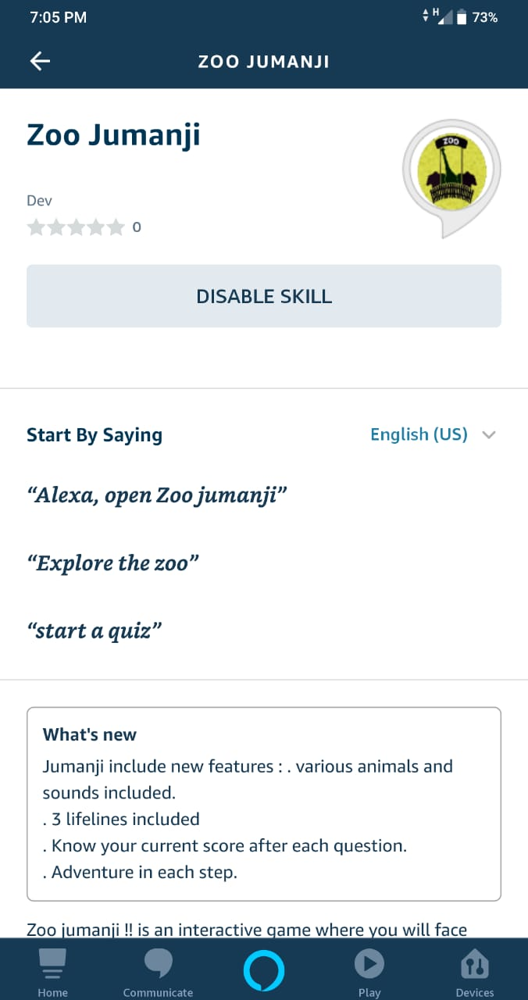 7:05 PM
H 73%
ZOO JUMANJI
Zoo Jumanji
ZOO
Dev
0
DISABLE SKILL
Start By Saying
English (US)
“Alexa, open Zoo jumanji”
“Explore the zoo”
“start a quiz”
What's new
Jumanji include new features : . various animals and
sounds included.
. 3 lifelines included
. Know your current score after each question.
. Adventure in each step.
Zoo jumanji !! is an interactive game where you will face
Home
Communicate
Play
Devices